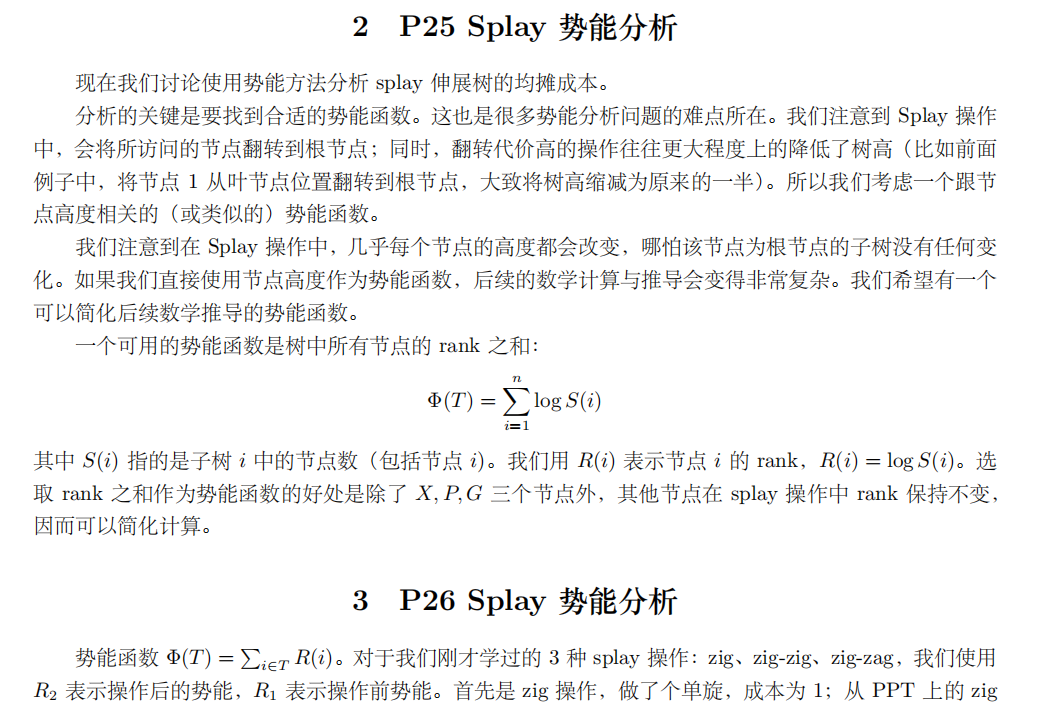 2 P25 Splay 势能分析
现在我们讨论使用势能方法分析 splay 伸展树的均摊成本。
分析的关键是要找到合适的势能函数。这也是很多势能分析问题的难点所在。我们注意到 Splay 操作
中，会将所访问的节点翻转到根节点；同时，翻转代价高的操作往往更大程度上的降低了树高（比如前面
例子中，将节点 1 从叶节点位置翻转到根节点，大致将树高缩减为原来的一半）。所以我们考虑一个跟节
点高度相关的（或类似的）势能函数。
我们注意到在 Splay 操作中，几乎每个节点的高度都会改变，哪怕该节点为根节点的子树没有任何变
化。如果我们直接使用节点高度作为势能函数，后续的数学计算与推导会变得非常复杂。我们希望有一个
可以简化后续数学推导的势能函数。
一个可用的势能函数是树中所有节点的 rank 之和：
Φ(T) = ∑_{i=1}^{n} log S(i)
其中 S(i) 指的是子树 i 中的节点数（包括节点 i）。我们用 R(i) 表示节点 i 的 rank，R(i) = log S(i)。选
取 rank 之和作为势能函数的好处是除了 X, P, G 三个节点外，其他节点在 splay 操作中 rank 保持不变，
因而可以简化计算。
3 P26 Splay 势能分析
势能函数 Φ(T) = ∑_{i∈T} R(i)。对于我们刚才学过的 3 种 splay 操作：zig、zig-zig、zig-zag，我们使用
R₂ 表示操作后的势能，R₁ 表示操作前势能。首先是 zig 操作，做了个单旋，成本为 1；从 PPT 上的 zig